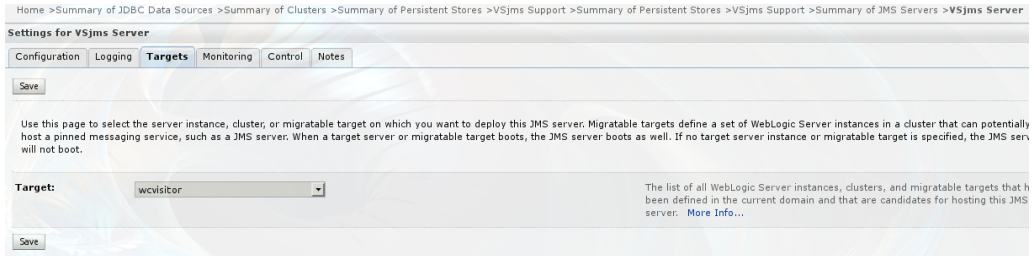 Home >Summary of JDBC Data Sources >Summary of Clusters >Summary of Persistent Stores >VSjms Support >Summary of Persistent Stores >VSjms Support >Summary of JMS Servers >VSjms Server
Settings for VSjms Server
Configuration Logging Targets Monitoring Control Notes
Save
Use this page to select the server instance, cluster, or migratable target on which you want to deploy this JMS server. Migratable targets define a set of WebLogic Server instances in a cluster that can potentially
host a pinned messaging service, such as a JMS server. When a target server or migratable target boots, the JMS server boots as well. If no target server instance or migratable target is specified, the JMS serv
will not boot.
Target: wcvisitor The list of all WebLogic Server instances, clusters, and migratable targets that h
been defined in the current domain and that are candidates for hosting this JMS
server. More Info...
Save